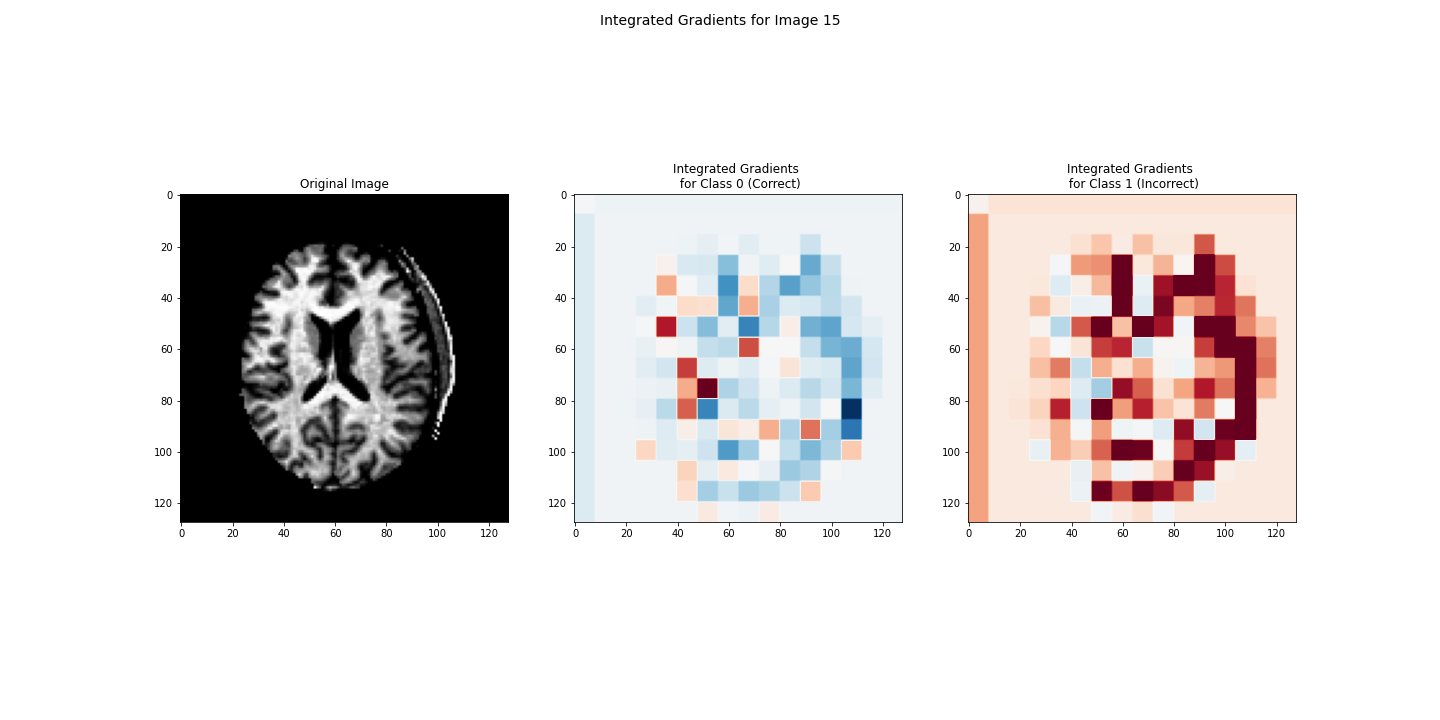 Integrated Gradients for Image 15
Original Image
0
20
40
60
80
100
120
0 20 40 60 80 100 120
Integrated Gradients
for Class 0 (Correct)
0
20
40
60
80
100
120
0 20 40 60 80 100 120
Integrated Gradients
for Class 1 (Incorrect)
0
20
40
60
80
100
120
0 20 40 60 80 100 120